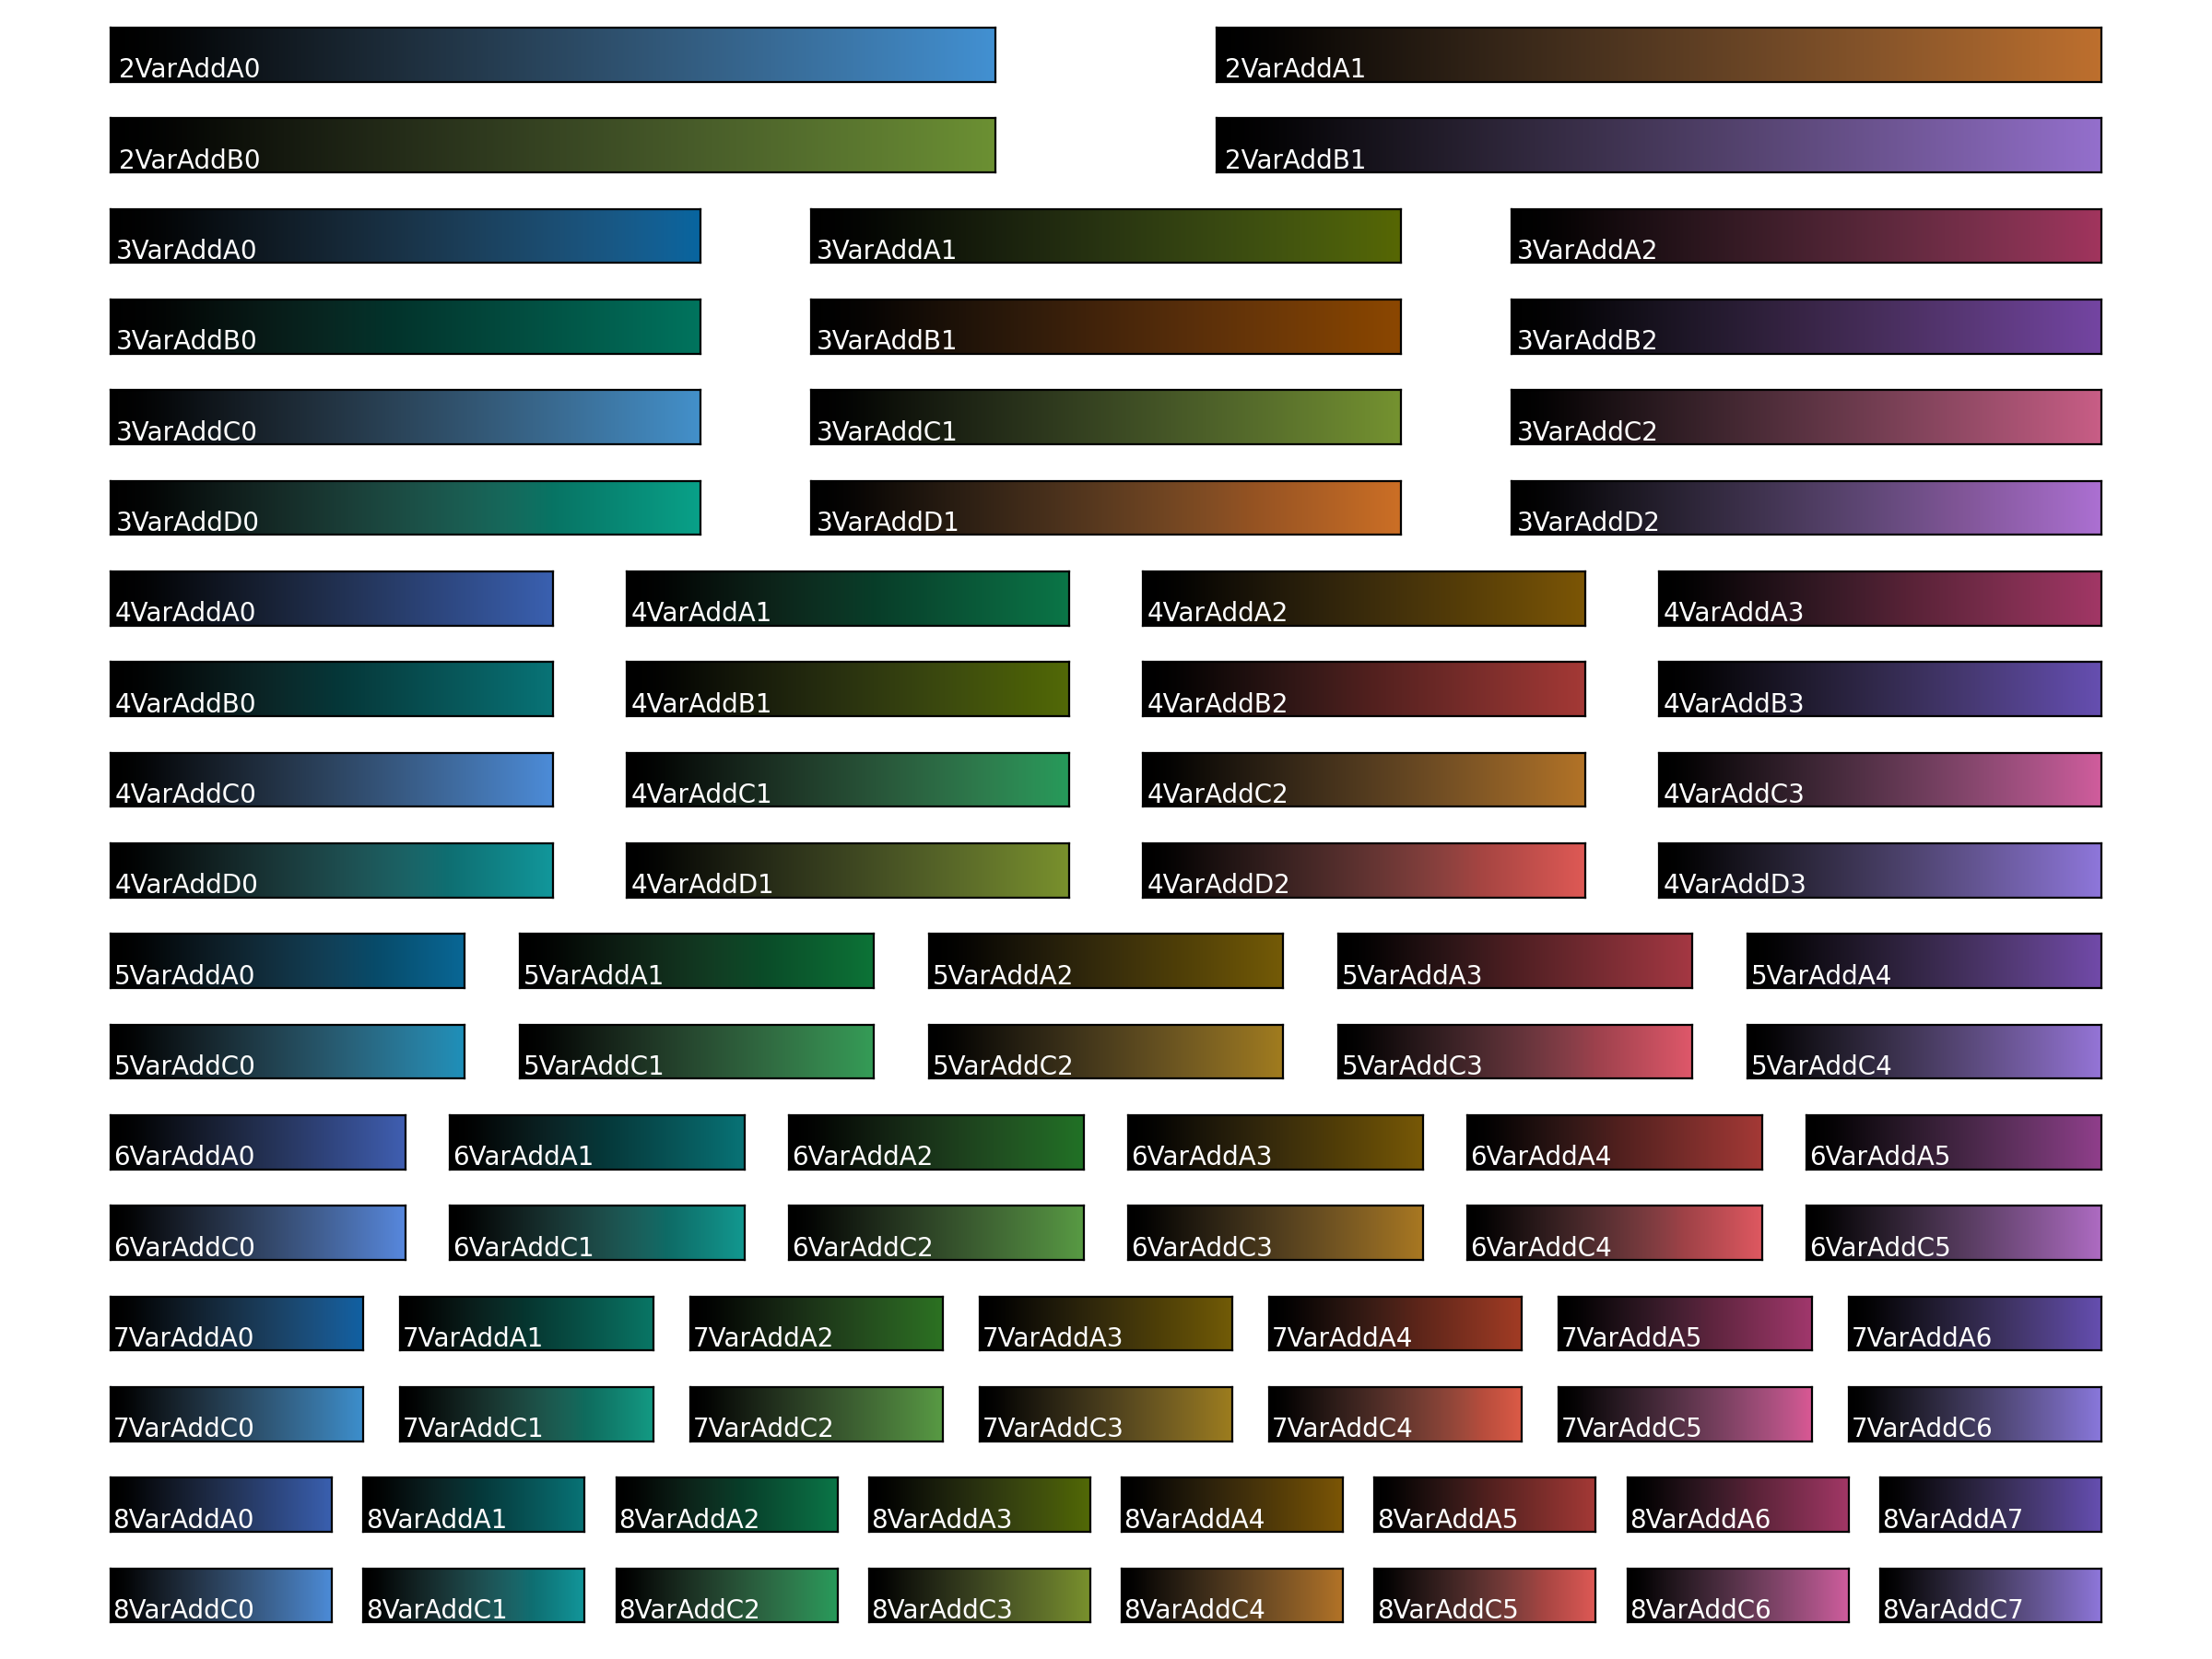 2VarAddA0 2VarAddA1
2VarAddB0 2VarAddB1
3VarAddA0 3VarAddA1 3VarAddA2
3VarAddB0 3VarAddB1 3VarAddB2
3VarAddC0 3VarAddC1 3VarAddC2
3VarAddD0 3VarAddD1 3VarAddD2
4VarAddA0 4VarAddA1 4VarAddA2 4VarAddA3
4VarAddB0 4VarAddB1 4VarAddB2 4VarAddB3
4VarAddC0 4VarAddC1 4VarAddC2 4VarAddC3
4VarAddD0 4VarAddD1 4VarAddD2 4VarAddD3
5VarAddA0 5VarAddA1 5VarAddA2 5VarAddA3 5VarAddA4
5VarAddC0 5VarAddC1 5VarAddC2 5VarAddC3 5VarAddC4
6VarAddA0 6VarAddA1 6VarAddA2 6VarAddA3 6VarAddA4 6VarAddA5
6VarAddC0 6VarAddC1 6VarAddC2 6VarAddC3 6VarAddC4 6VarAddC5
7VarAddA0 7VarAddA1 7VarAddA2 7VarAddA3 7VarAddA4 7VarAddA5 7VarAddA6
7VarAddC0 7VarAddC1 7VarAddC2 7VarAddC3 7VarAddC4 7VarAddC5 7VarAddC6
8VarAddA0 8VarAddA1 8VarAddA2 8VarAddA3 8VarAddA4 8VarAddA5 8VarAddA6 8VarAddA7
8VarAddC0 8VarAddC1 8VarAddC2 8VarAddC3 8VarAddC4 8VarAddC5 8VarAddC6 8VarAddC7